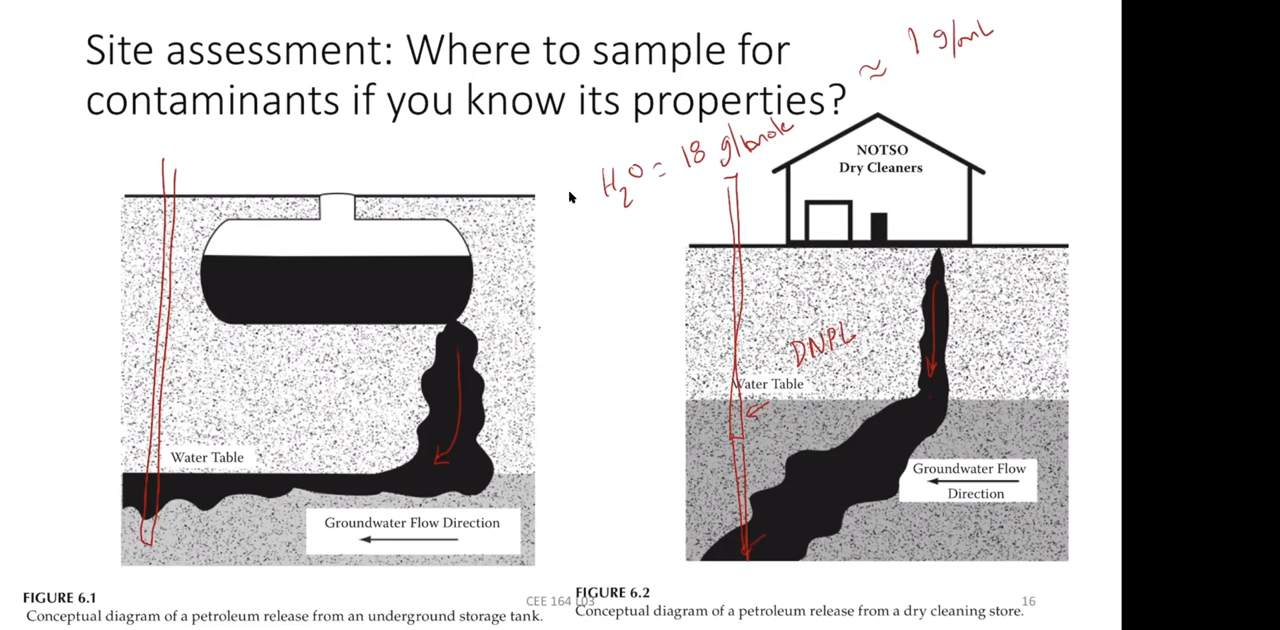 Site assessment: Where to sample for
contaminants if you know its properties?
≈ 1 g/mL
H₂O = 18 g/mole
NOTSO
Dry Cleaners
Water Table
Groundwater Flow Direction
DNPL
Water Table
Groundwater Flow
Direction
FIGURE 6.1
Conceptual diagram of a petroleum release from an underground storage tank.
CEE 164 L03
FIGURE 6.2
Conceptual diagram of a petroleum release from a dry cleaning store.
16